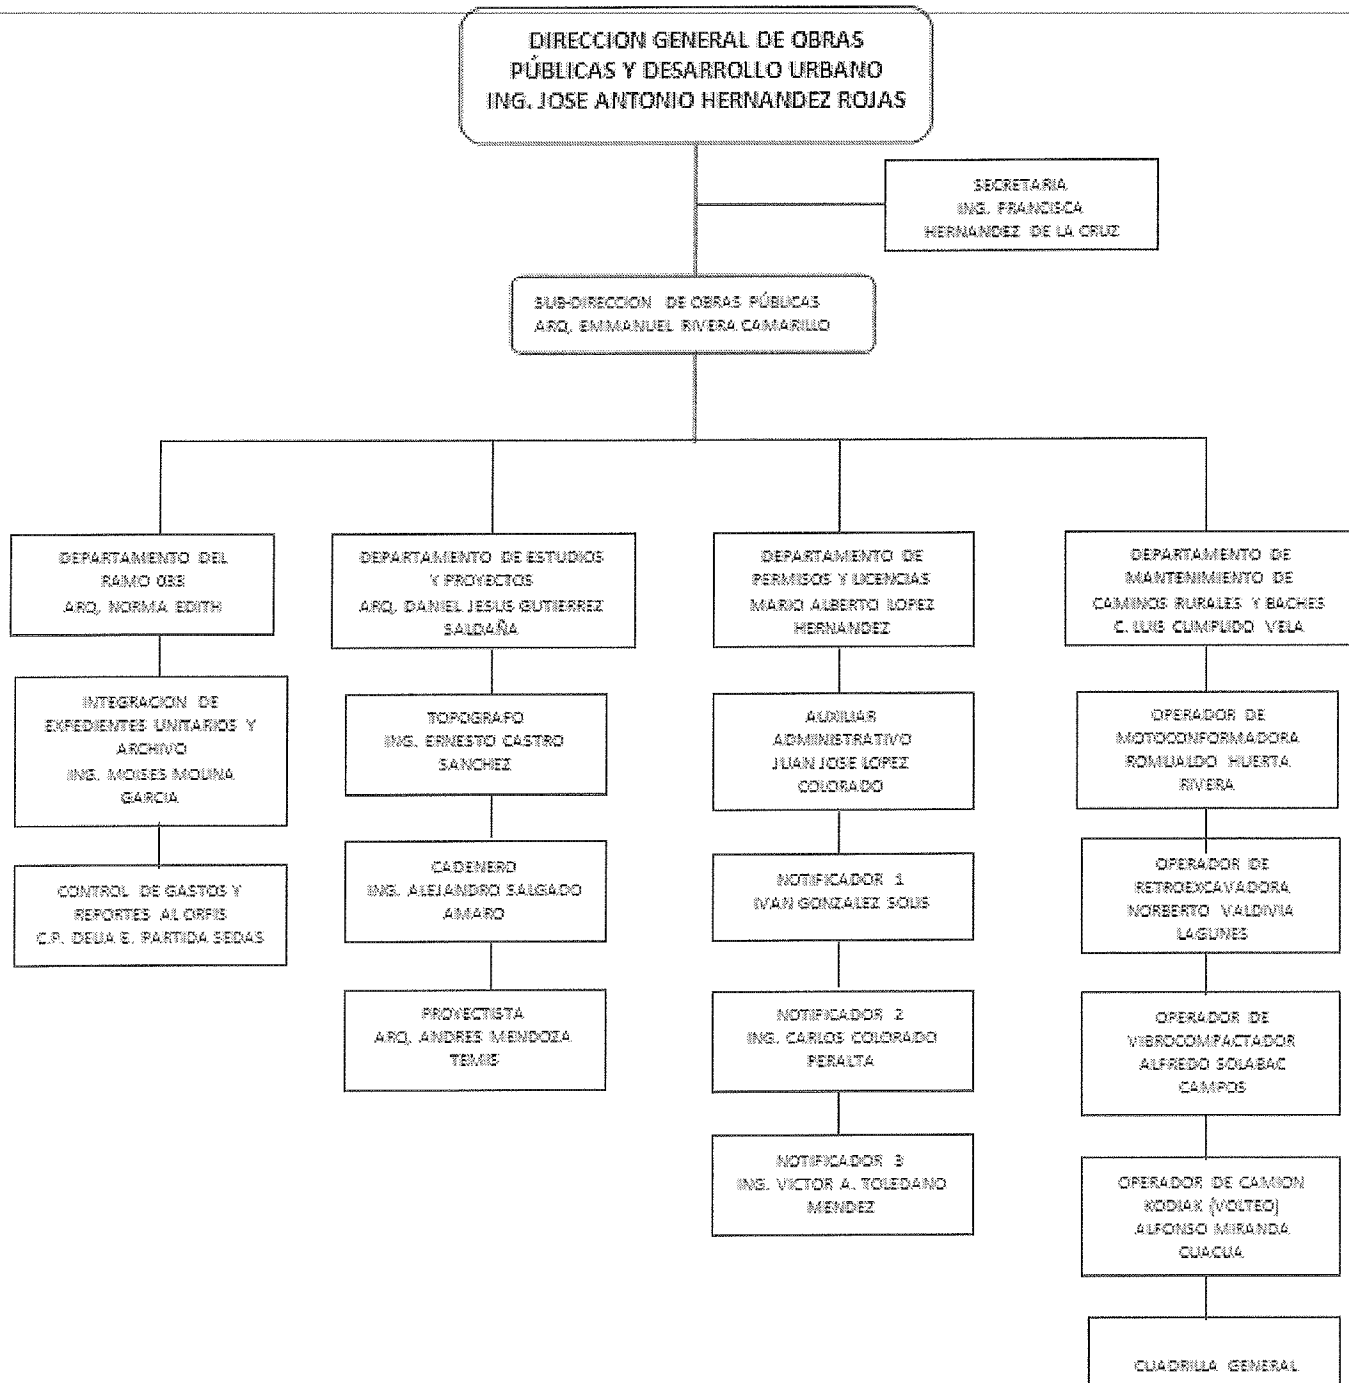 DIRECCION GENERAL DE OBRAS
PÚBLICAS Y DESARROLLO URBANO
ING. JOSE ANTONIO HERNANDEZ ROJAS
SECRETARIA
ING. FRANCISCA
HERNANDEZ DE LA CRUZ
SUB-DIRECCION DE OBRAS PÚBLICAS
ARQ. EMMANUEL RIVERA CAMARILLO
DEPARTAMENTO DEL
RAMO 033
ARQ. NORMA EDITH
INTEGRACION DE
EXPEDIENTES UNITARIOS Y
ARCHIVO
ING. MOISES MOLINA
GARCIA
CONTROL DE GASTOS Y
REPORTES AL ORFIS
C.P. DELIA E. PARTIDA SEDAS
DEPARTAMENTO DE ESTUDIOS
Y PROYECTOS
ARQ. DANIEL JESUS GUTIERREZ
SALDAÑA
TOPOGRAFO
ING. ERNESTO CASTRO
SANCHEZ
CADENERO
ING. ALEJANDRO SALGADO
AMARO
PROYECTISTA
ARQ. ANDRES MENDOZA
TEMIS
DEPARTAMENTO DE
PERMISOS Y LICENCIAS
MARIO ALBERTO LOPEZ
HERNANDEZ
AUXILIAR
ADMINISTRATIVO
JUAN JOSE LOPEZ
COLORADO
NOTIFICADOR 1
IVAN GONZALEZ SOLIS
NOTIFICADOR 2
ING. CARLOS COLORADO
PERALTA
NOTIFICADOR 3
ING. VICTOR A. TOLEDANO
MENDEZ
DEPARTAMENTO DE
MANTENIMIENTO DE
CAMINOS RURALES Y BACHES
C. LUIS CUMPLIDO VELA
OPERADOR DE
MOTOCONFORMADORA
ROMUALDO HUERTA
RIVERA
OPERADOR DE
RETROEXCAVADORA
NORBERTO VALDIVIA
LAGUNES
OPERADOR DE
VIBROCOMPACTADOR
ALFREDO SOLABAC
CAMPOS
OPERADOR DE CAMION
KODIAK (VOLTEO)
ALFONSO MIRANDA
CUACUA
CUADRILLA GENERAL